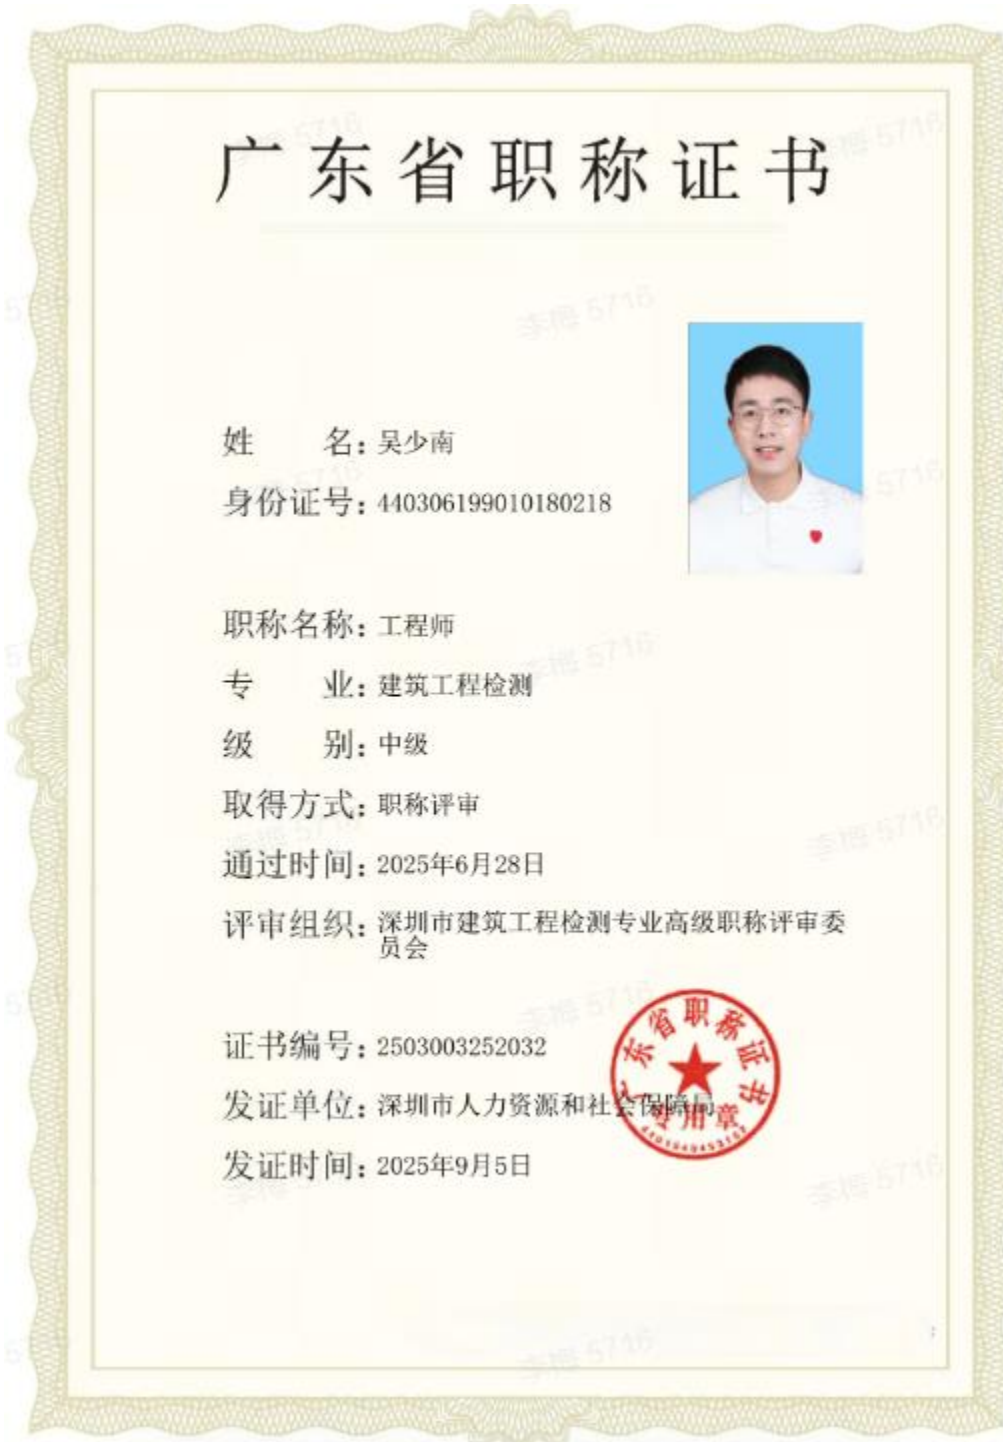 广东省职称证书
姓 名：吴少南
身份证号：440306199010180218
职称名称：工程师
专 业：建筑工程检测
级 别：中级
取得方式：职称评审
通过时间：2025年6月28日
评审组织：深圳市建筑工程检测专业高级职称评审委
员会
证书编号：2503003252032
发证单位：深圳市人力资源和社会保障局
发证时间：2025年9月5日
广东省职称证书
专用章